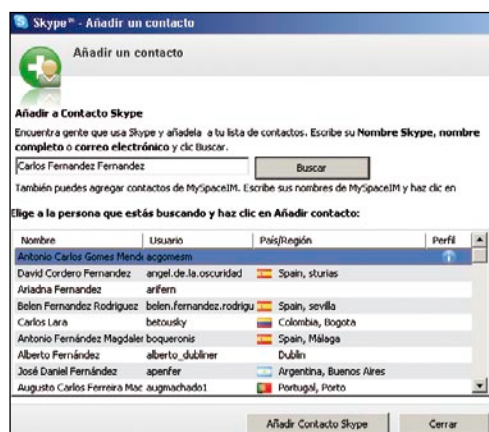 Skype™ - Añadir un contacto
Añadir un contacto
Añadir a Contacto Skype
Encuentra gente que usa Skype y añadela a tu lista de contactos. Escribe su Nombre Skype, nombre
completo o correo electrónico y clic Buscar.
Carlos Fernandez Fernandez Buscar
También puedes agregar contactos de MySpaceIM. Escribe sus nombres de MySpaceIM y haz clic en
Elige a la persona que estás buscando y haz clic en Añadir contacto:
Nombre Usuario País/Región Perfil
Antonio Carlos Gomes Mende acgomesm
David Cordero Fernandez angel.de.la.oscuridad Spain, sturias
Ariadna Fernandez arifern
Belen Fernandez Rodriguez belen.fernandez.rodrigu Spain, sevilla
Carlos Lara betousky Colombia, Bogota
Antonio Fernández Magdaler boqueronis Spain, Málaga
Alberto Fernández alberto_dubliner Dublin
José Daniel Fernández apenfer Argentina, Buenos Aires
Augusto Carlos Ferreira Mac augmachado1 Portugal, Porto
Añadir Contacto Skype Cerrar